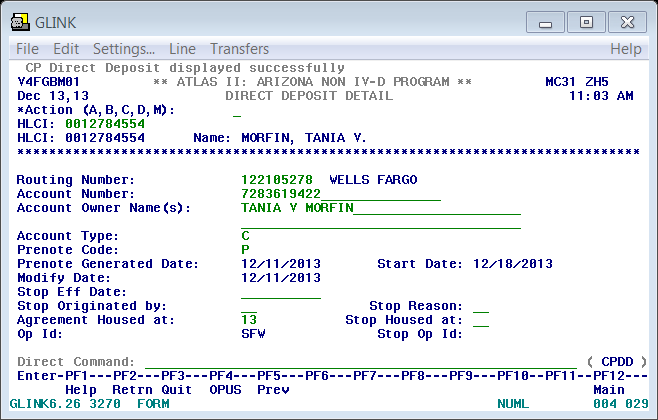 GLINK
File Edit Settings... Line Transfers Help
CP Direct Deposit displayed successfully
Y4FGBM01 ** ATLAS II: ARIZONA NON IV-D PROGRAM ** MC31 ZH5
Dec 13,13 DIRECT DEPOSIT DETAIL 11:03 AM
*Action (A,B,C,D,M): _
HLCI: 0012784554
HLCI: 0012784554 Name: MORFIN, TANIA Y.
******************************************************************************
Routing Number: 122105278 WELLS FARGO
Account Number: 7283619422_______________
Account Owner Name(s): TANIA Y MORFIN_____________________
___________________________________
Account Type: C
Prenote Code: P
Prenote Generated Date: 12/11/2013 Start Date: 12/18/2013
Modify Date: 12/11/2013
Stop Eff Date: __________
Stop Originated by: __ Stop Reason: __
Agreement Housed at: 13 Stop Housed at: __
Op Id: SFW Stop Op Id:
Direct Command: ______________________________________________________ ( CPDD )
Enter-PF1---PF2---PF3---PF4---PF5---PF6---PF7---PF8---PF9---PF10--PF11--PF12---
Help Retrn Quit OPUS Prev Main
GLINK6.26 3270 FORM NUML 004 029